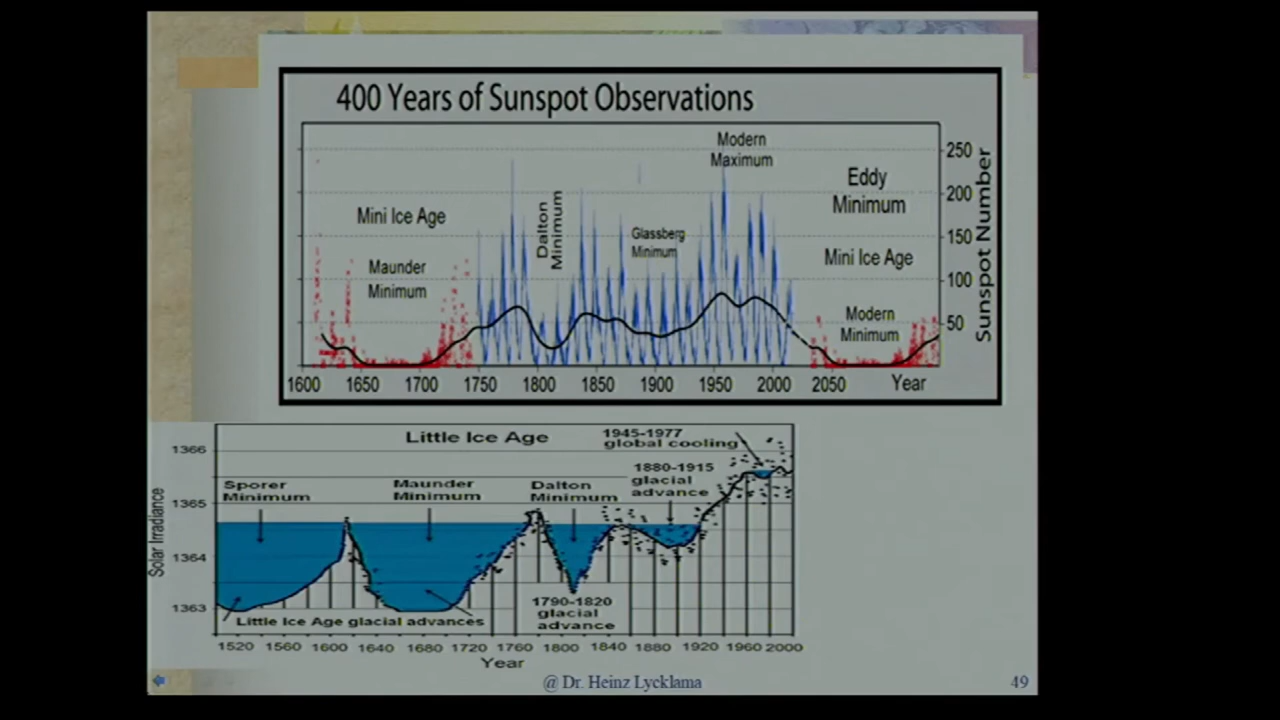 400 Years of Sunspot Observations
Modern
Maximum
250
Eddy
Minimum
200
Mini Ice Age
Dalton
Minimum
Glassberg
Minimum
150
Mini Ice Age
Maunder
Minimum
100
Modern
Minimum
50
Sunspot Number
1600 1650 1700 1750 1800 1850 1900 1950 2000 2050 Year
Little Ice Age
1945-1977
global cooling
1366
1880-1915
glacial
advance
Sporer
Minimum
Maunder
Minimum
Dalton
Minimum
1365
Solar Irradiance
1364
1363
1790-1820
glacial
advance
Little Ice Age glacial advances
1520 1560 1600 1640 1680 1720 1760 1800 1840 1880 1920 1960 2000
Year
@ Dr. Heinz Lycklama
49